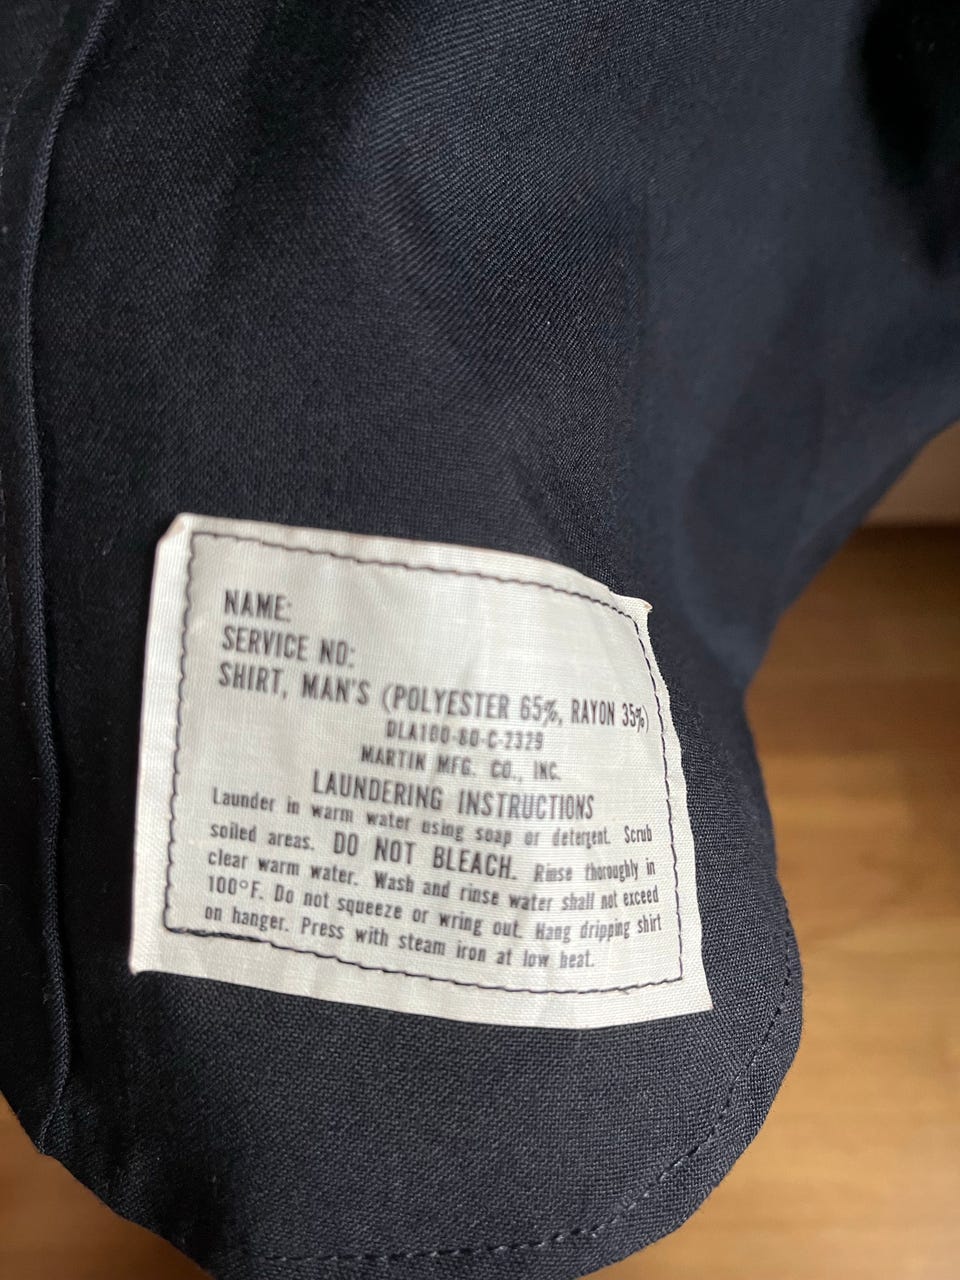 NAME:
SERVICE NO:
SHIRT, MAN'S (POLYESTER 65%, RAYON 35%)
DLA100-80-C-2329
MARTIN MFG. CO., INC.
LAUNDERING INSTRUCTIONS
Launder in warm water using soap or detergent. Scrub
soiled areas. DO NOT BLEACH. Rinse thoroughly in
clear warm water. Wash and rinse water shall not exceed
100°F. Do not squeeze or wring out. Hang dripping shirt
on hanger. Press with steam iron at low heat.